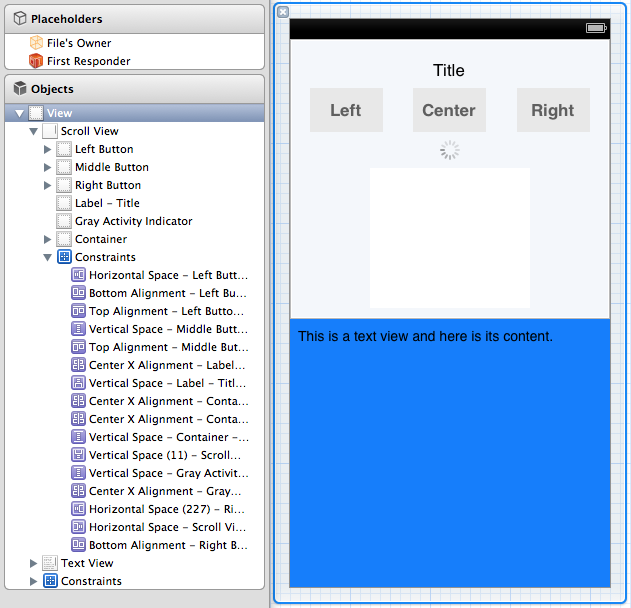 Placeholders
File's Owner
First Responder
Objects
View
Scroll View
Left Button
Middle Button
Right Button
Label – Title
Gray Activity Indicator
Container
Constraints
Horizontal Space – Left Butt...
Bottom Alignment – Left Bu...
Top Alignment – Left Butto...
Vertical Space – Middle Butt...
Top Alignment – Middle But...
Center X Alignment – Label...
Vertical Space – Label – Titl...
Center X Alignment – Conta...
Center X Alignment – Conta...
Vertical Space – Container –...
Vertical Space (11) – Scroll...
Vertical Space – Gray Activit...
Center X Alignment – Gray...
Horizontal Space (227) – Ri...
Horizontal Space – Scroll Vi...
Bottom Alignment – Right B...
Text View
Constraints
Title
Left Center Right
This is a text view and here is its content.